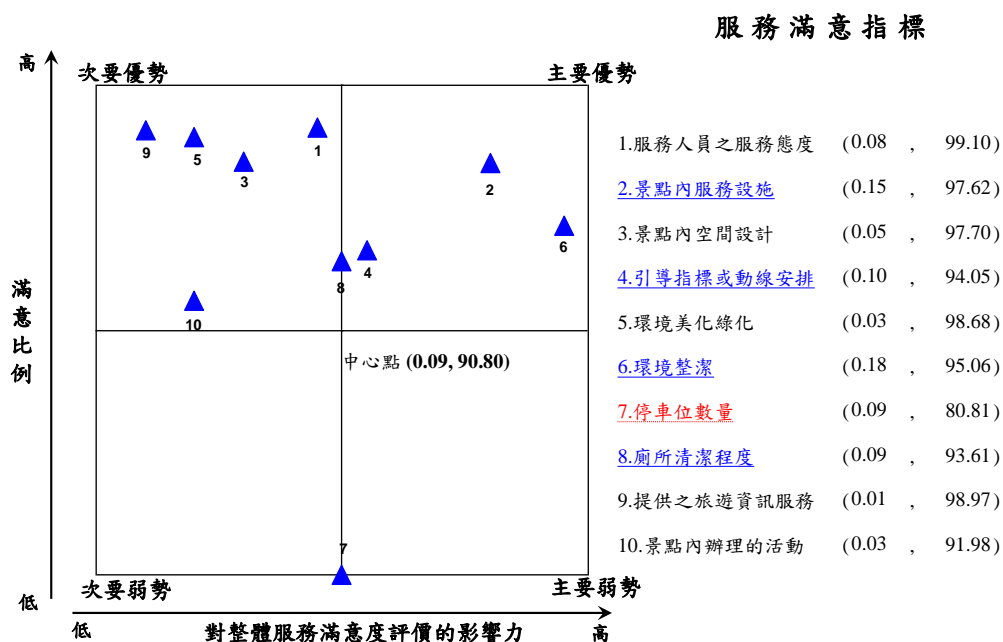 服務滿意指標
高
次要優勢
主要優勢
9
5
3
1
2
6
4
8
10
滿意比例
中心點 (0.09, 90.80)
7
次要弱勢
主要弱勢
低
低
對整體服務滿意度評價的影響力
高
1.服務人員之服務態度 (0.08 , 99.10)
2.景點內服務設施 (0.15 , 97.62)
3.景點內空間設計 (0.05 , 97.70)
4.引導指標或動線安排 (0.10 , 94.05)
5.環境美化綠化 (0.03 , 98.68)
6.環境整潔 (0.18 , 95.06)
7.停車位數量 (0.09 , 80.81)
8.廁所清潔程度 (0.09 , 93.61)
9.提供之旅遊資訊服務 (0.01 , 98.97)
10.景點內辦理的活動 (0.03 , 91.98)